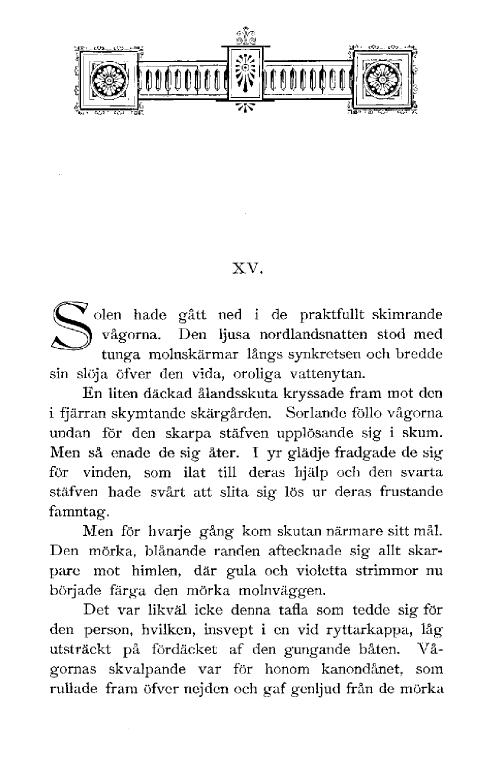 XV.
Solen hade gått ned i de praktfullt skimrande
vågorna. Den ljusa nordlandsnatten stod med
tunga molnskärmar långs synkretsen och bredde
sin slöja öfver den vida, oroliga vattenytan.
En liten däckad ålandsskuta kryssade fram mot den
i fjärran skymtande skärgården. Sorlande föllo vågorna
undan för den skarpa stäfven upplösande sig i skum.
Men så enade de sig åter. I yr glädje fradgade de sig
för vinden, som ilat till deras hjälp och den svarta
stäfven hade svårt att slita sig lös ur deras frustande
famntag.
Men för hvarje gång kom skutan närmare sitt mål.
Den mörka, blånande randen aftecknade sig allt skar-
pare mot himlen, där gula och violetta strimmor nu
började färga den mörka molnväggen.
Det var likväl icke denna tafla som tedde sig för
den person, hvilken, insvept i en vid ryttarkappa, låg
utsträckt på fördäcket af den gungande båten. Vå-
gornas skvalpande var för honom kanondånet, som
rullade fram öfver nejden och gaf genljud från de mörka